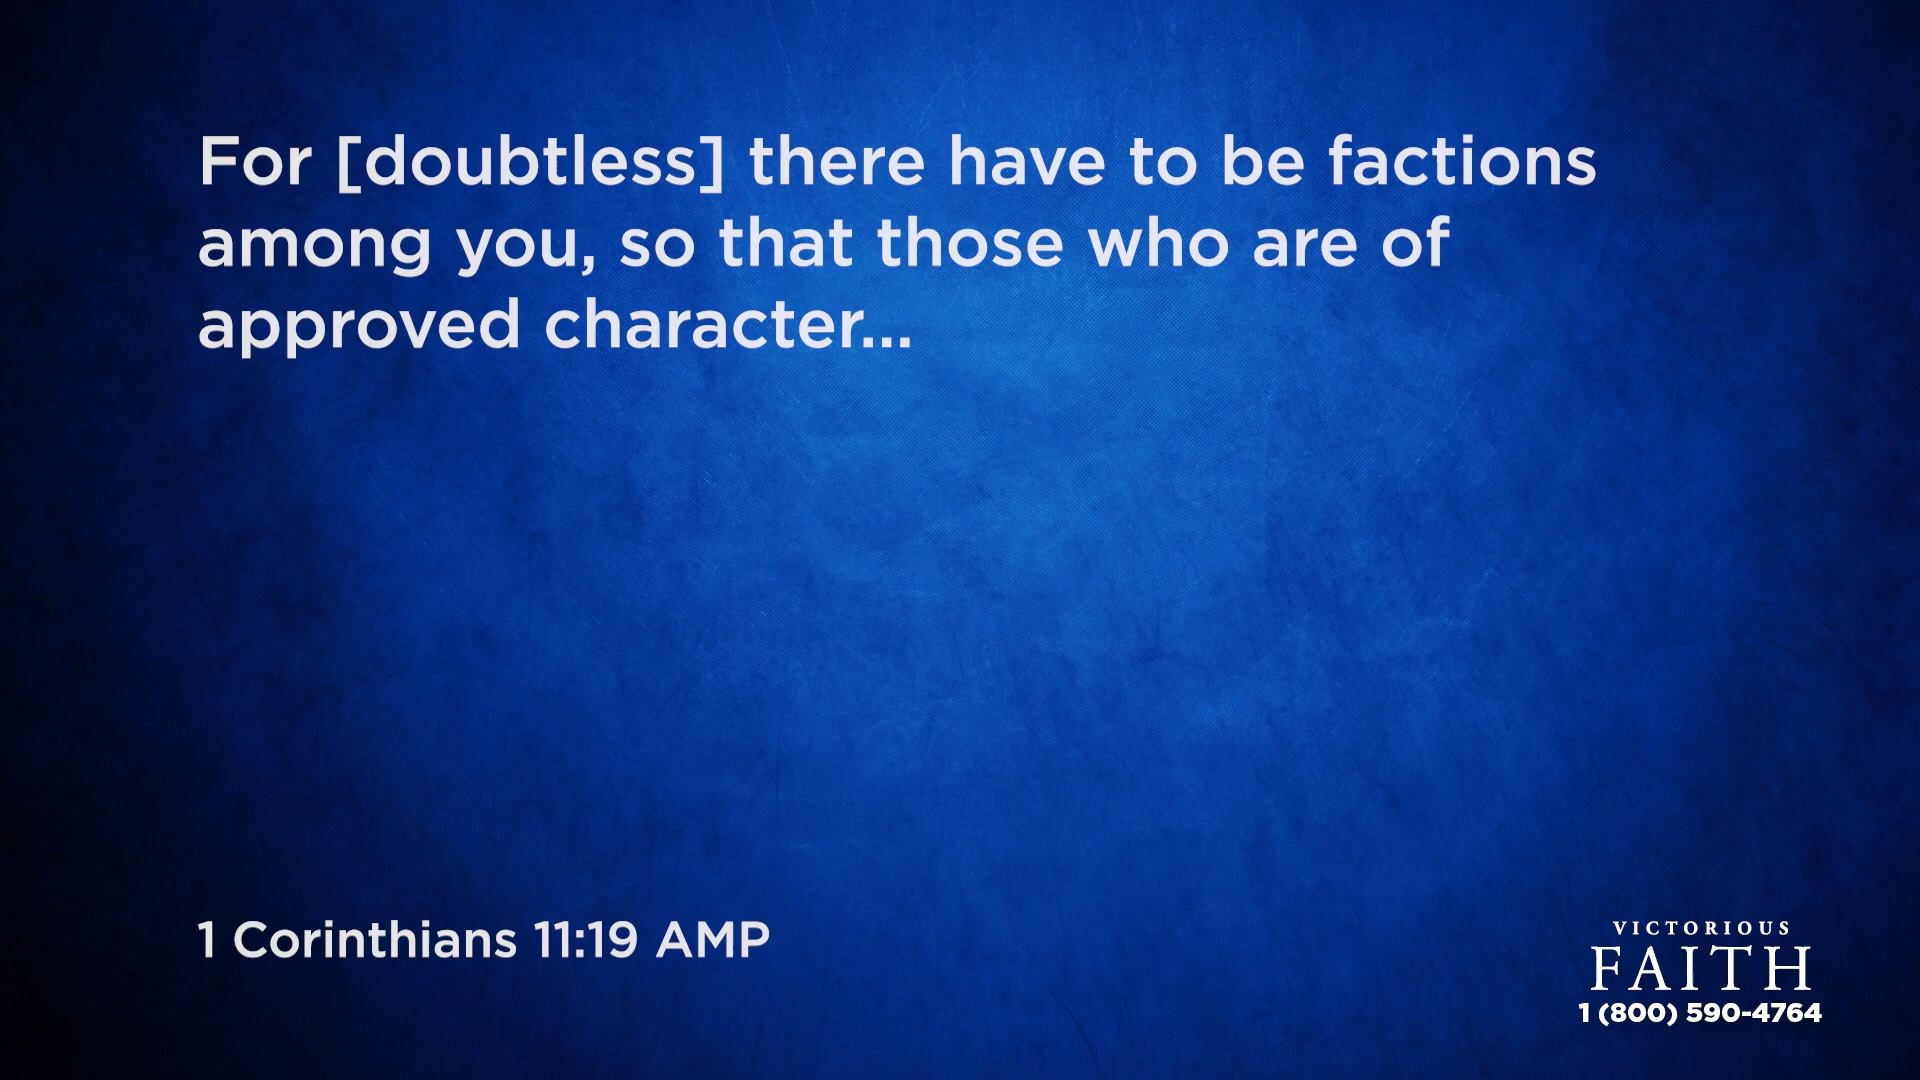 For [doubtless] there have to be factions
among you, so that those who are of
approved character...
1 Corinthians 11:19 AMP
VICTORIOUS
FAITH
1 (800) 590-4764